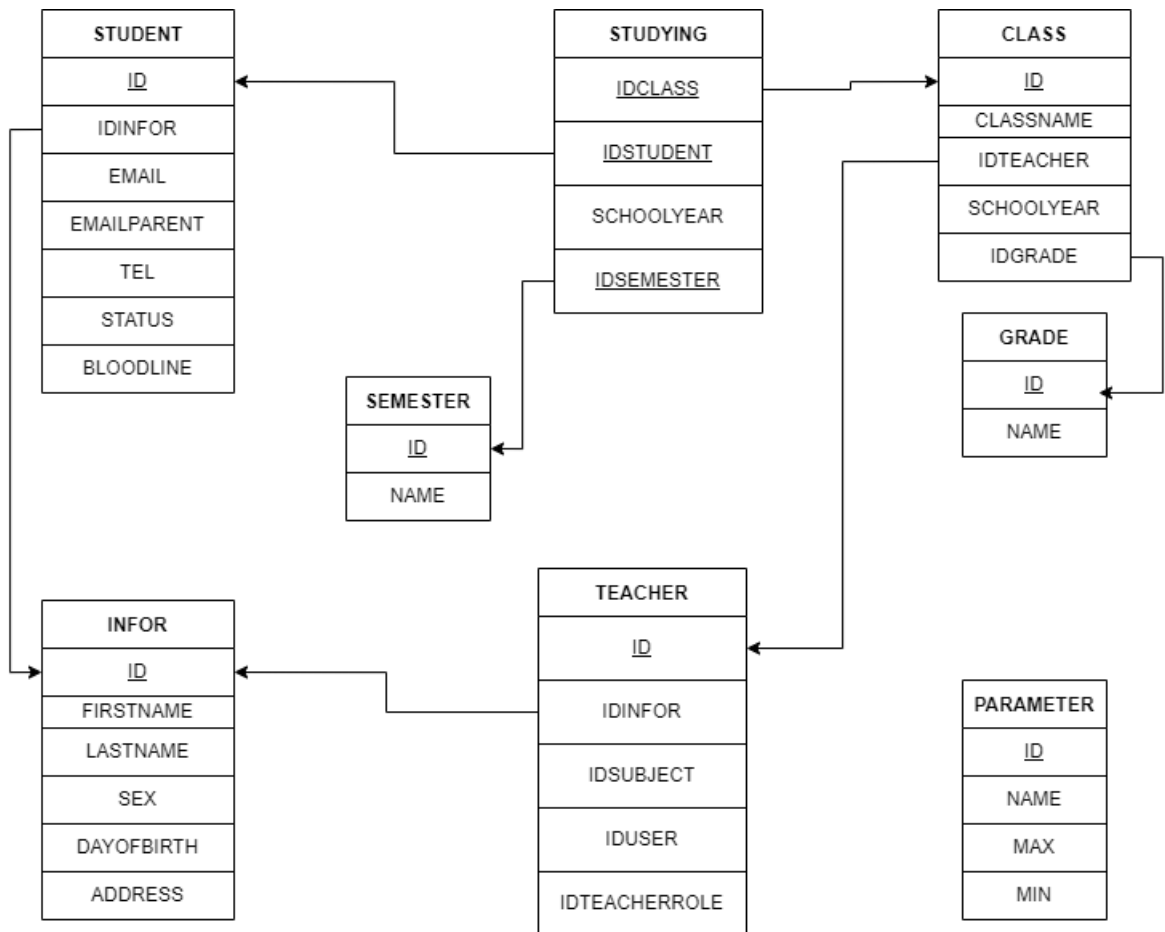 STUDENT
ID
IDINFOR
EMAIL
EMAILPARENT
TEL
STATUS
BLOODLINE
STUDYING
IDCLASS
IDSTUDENT
SCHOOLYEAR
IDSEMESTER
CLASS
ID
CLASSNAME
IDTEACHER
SCHOOLYEAR
IDGRADE
GRADE
ID
NAME
SEMESTER
ID
NAME
INFOR
ID
FIRSTNAME
LASTNAME
SEX
DAYOFBIRTH
ADDRESS
TEACHER
ID
IDINFOR
IDSUBJECT
IDUSER
IDTEACHERROLE
PARAMETER
ID
NAME
MAX
MIN